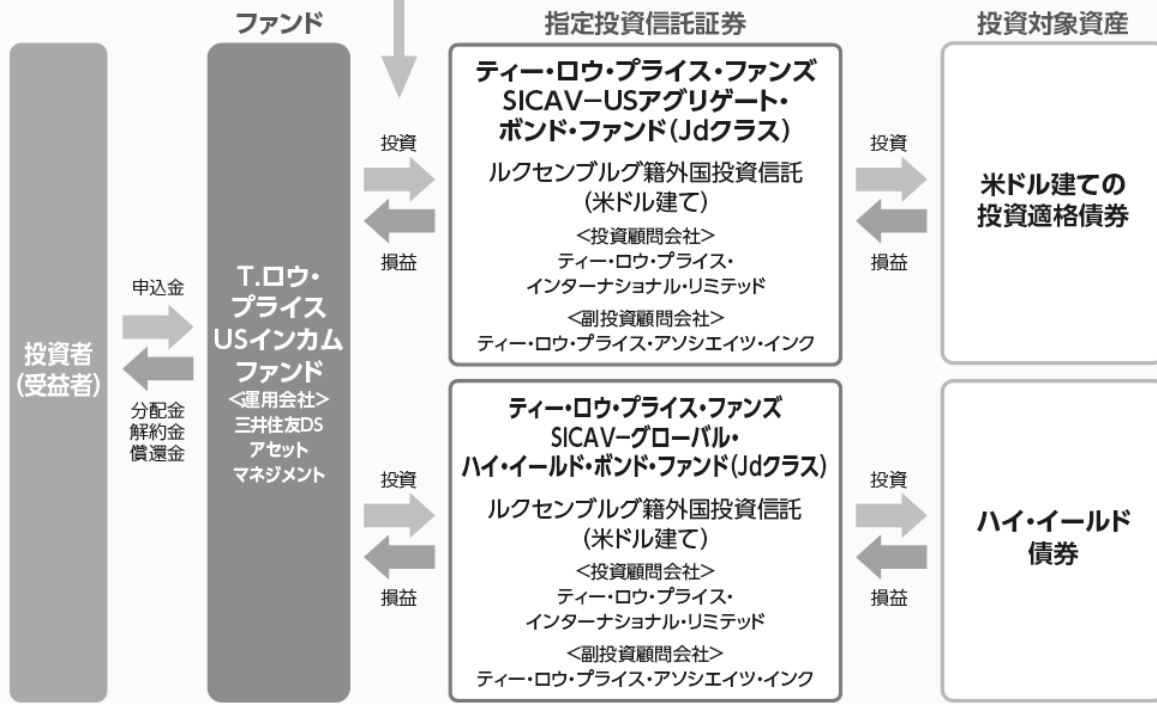 ファンド
指定投資信託証券
投資対象資産
投資者
(受益者)
申込金
分配金
解約金
償還金
T.ロウ・
プライス
USインカム
ファンド
<運用会社>
三井住友DS
アセット
マネジメント
投資
損益
ティー・ロウ・プライス・ファンズ
SICAV−USアグリゲート・
ボンド・ファンド(Jdクラス)
ルクセンブルグ籍外国投資信託
(米ドル建て)
<投資顧問会社>
ティー・ロウ・プライス・
インターナショナル・リミテッド
<副投資顧問会社>
ティー・ロウ・プライス・アソシエイツ・インク
投資
損益
米ドル建ての
投資適格債券
投資
損益
ティー・ロウ・プライス・ファンズ
SICAV−グローバル・
ハイ・イールド・ボンド・ファンド(Jdクラス)
ルクセンブルグ籍外国投資信託
(米ドル建て)
<投資顧問会社>
ティー・ロウ・プライス・
インターナショナル・リミテッド
<副投資顧問会社>
ティー・ロウ・プライス・アソシエイツ・インク
投資
損益
ハイ・イールド
債券